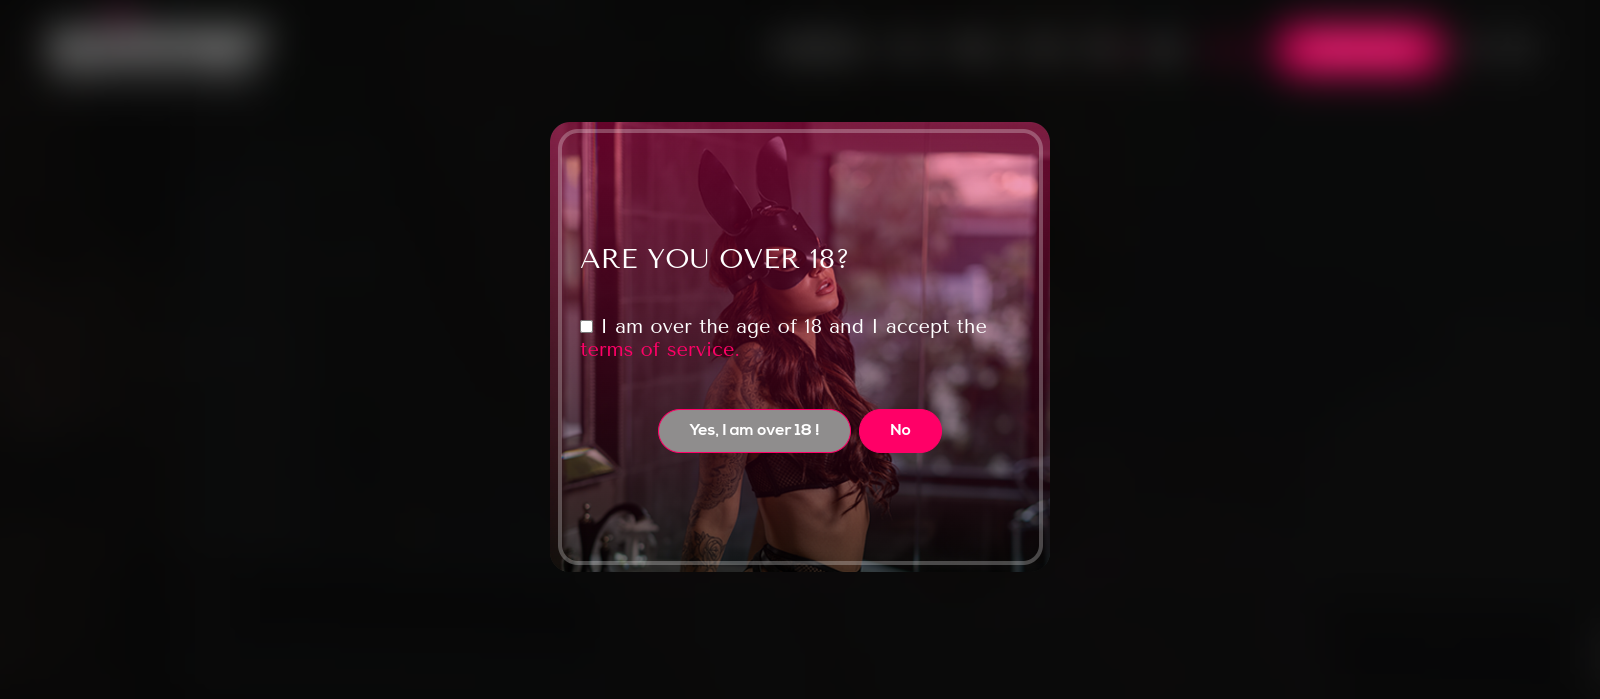 ARE YOU OVER 18?
I am over the age of 18 and I accept the
terms of service.
Yes, I am over 18 !
No